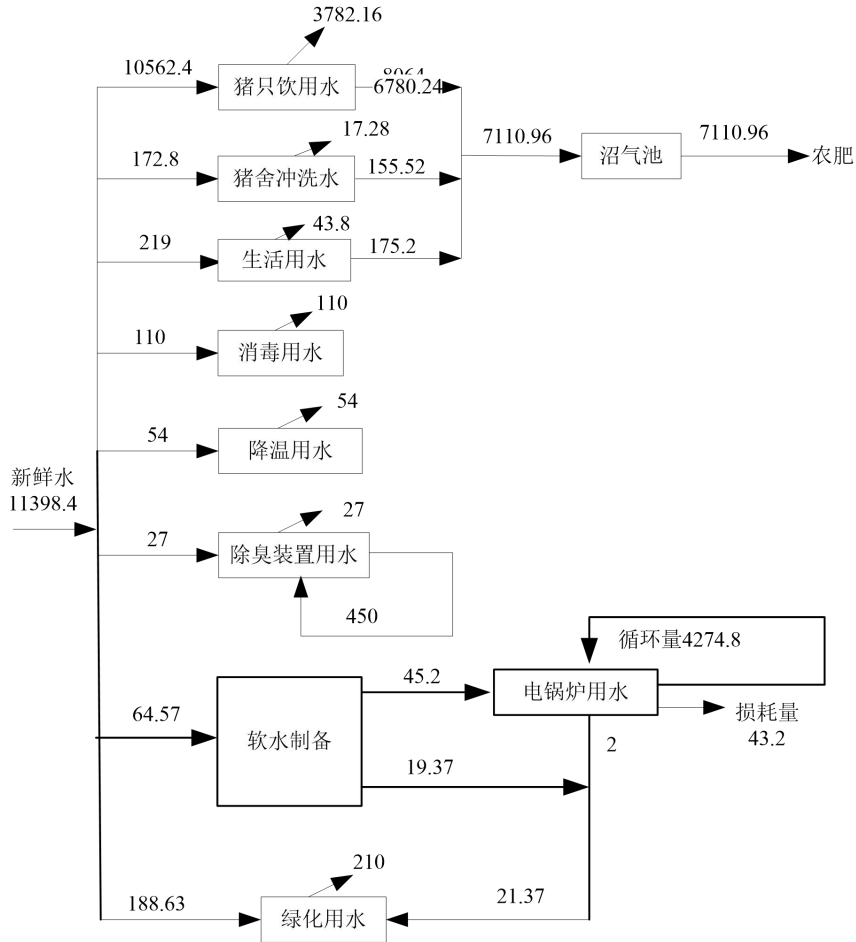 3782.16
10562.4
猪只饮用水
6780.24
17.28
172.8
猪舍冲洗水
155.52
7110.96
沼气池
7110.96
农肥
43.8
219
生活用水
175.2
110
110
消毒用水
54
54
降温用水
新鲜水
11398.4
27
27
除臭装置用水
450
循环量4274.8
45.2
电锅炉用水
64.57
软水制备
损耗量
43.2
2
19.37
210
188.63
绿化用水
21.37